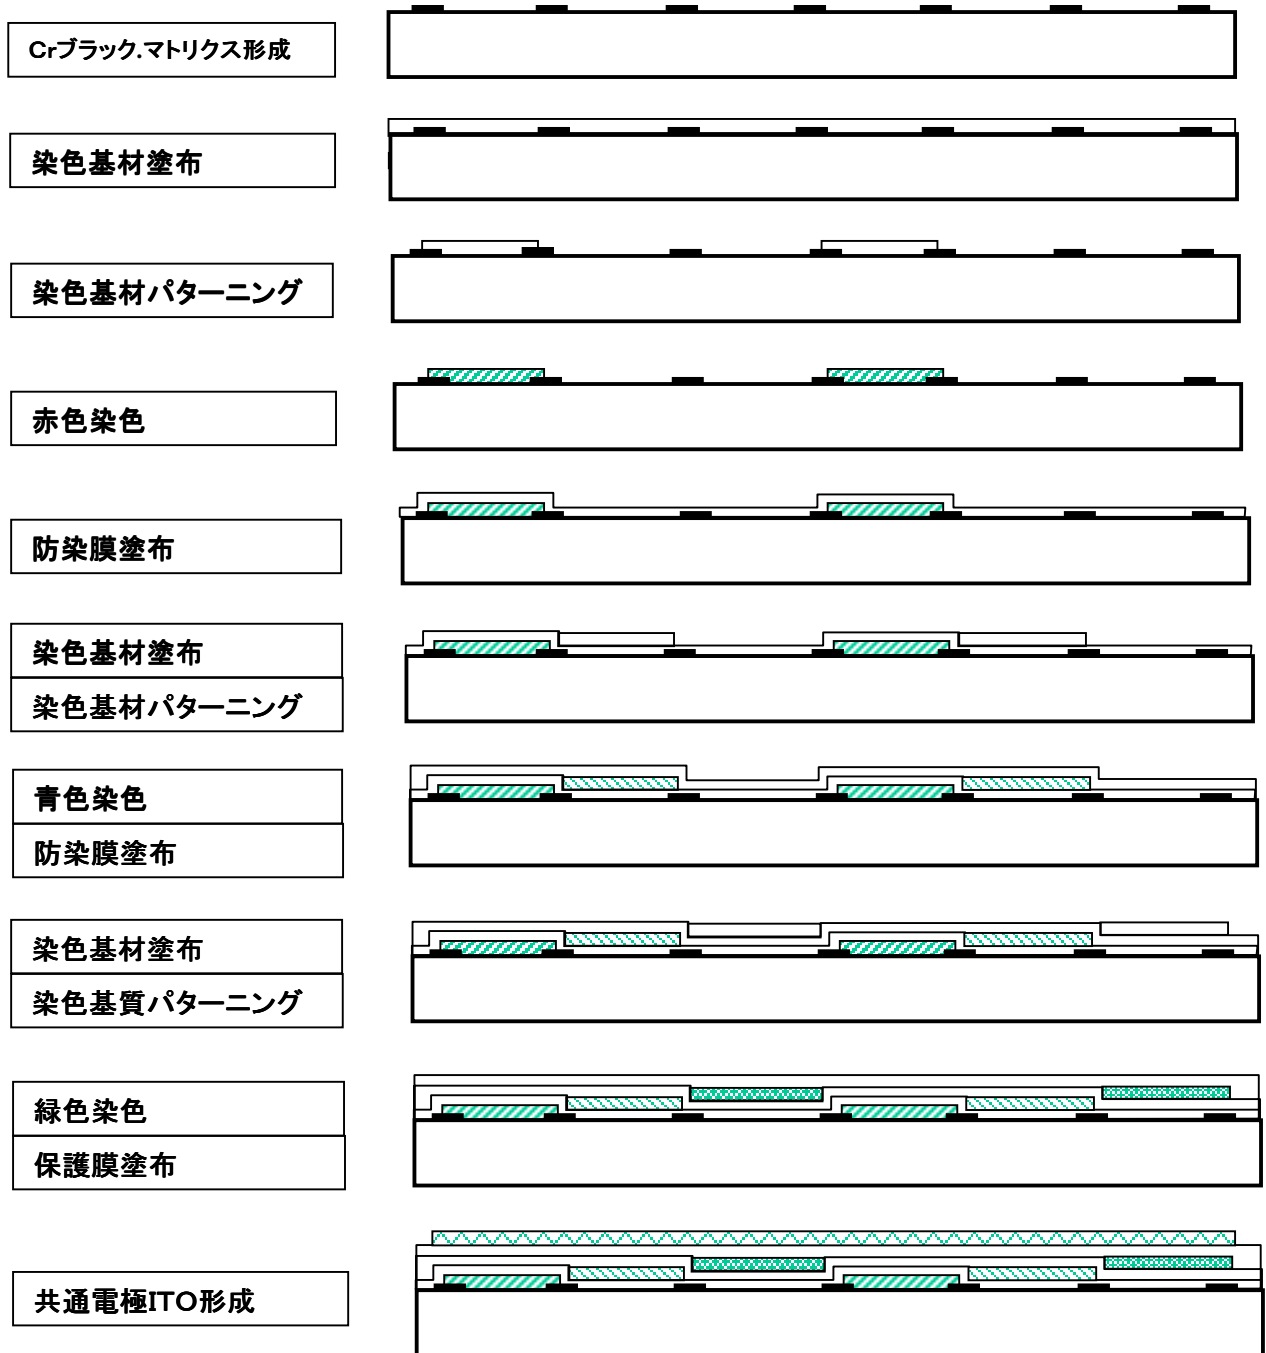 Crブラック.マトリクス形成
染色基材塗布
染色基材パターニング
赤色染色
防染膜塗布
染色基材塗布
染色基材パターニング
青色染色
防染膜塗布
染色基材塗布
染色基質パターニング
緑色染色
保護膜塗布
共通電極ITO形成